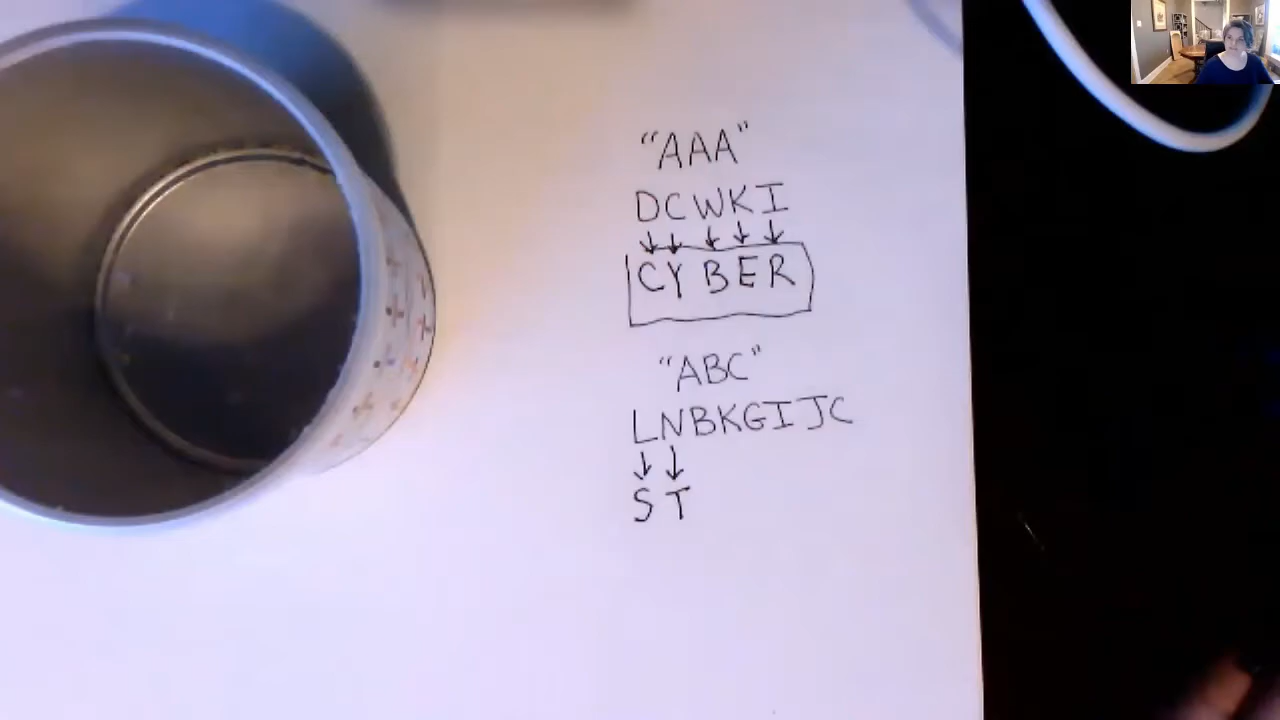 "AAA"
DCWKI
↓↓↓↓↓
CYBER
"ABC"
LNBKGIJC
↓↓
ST